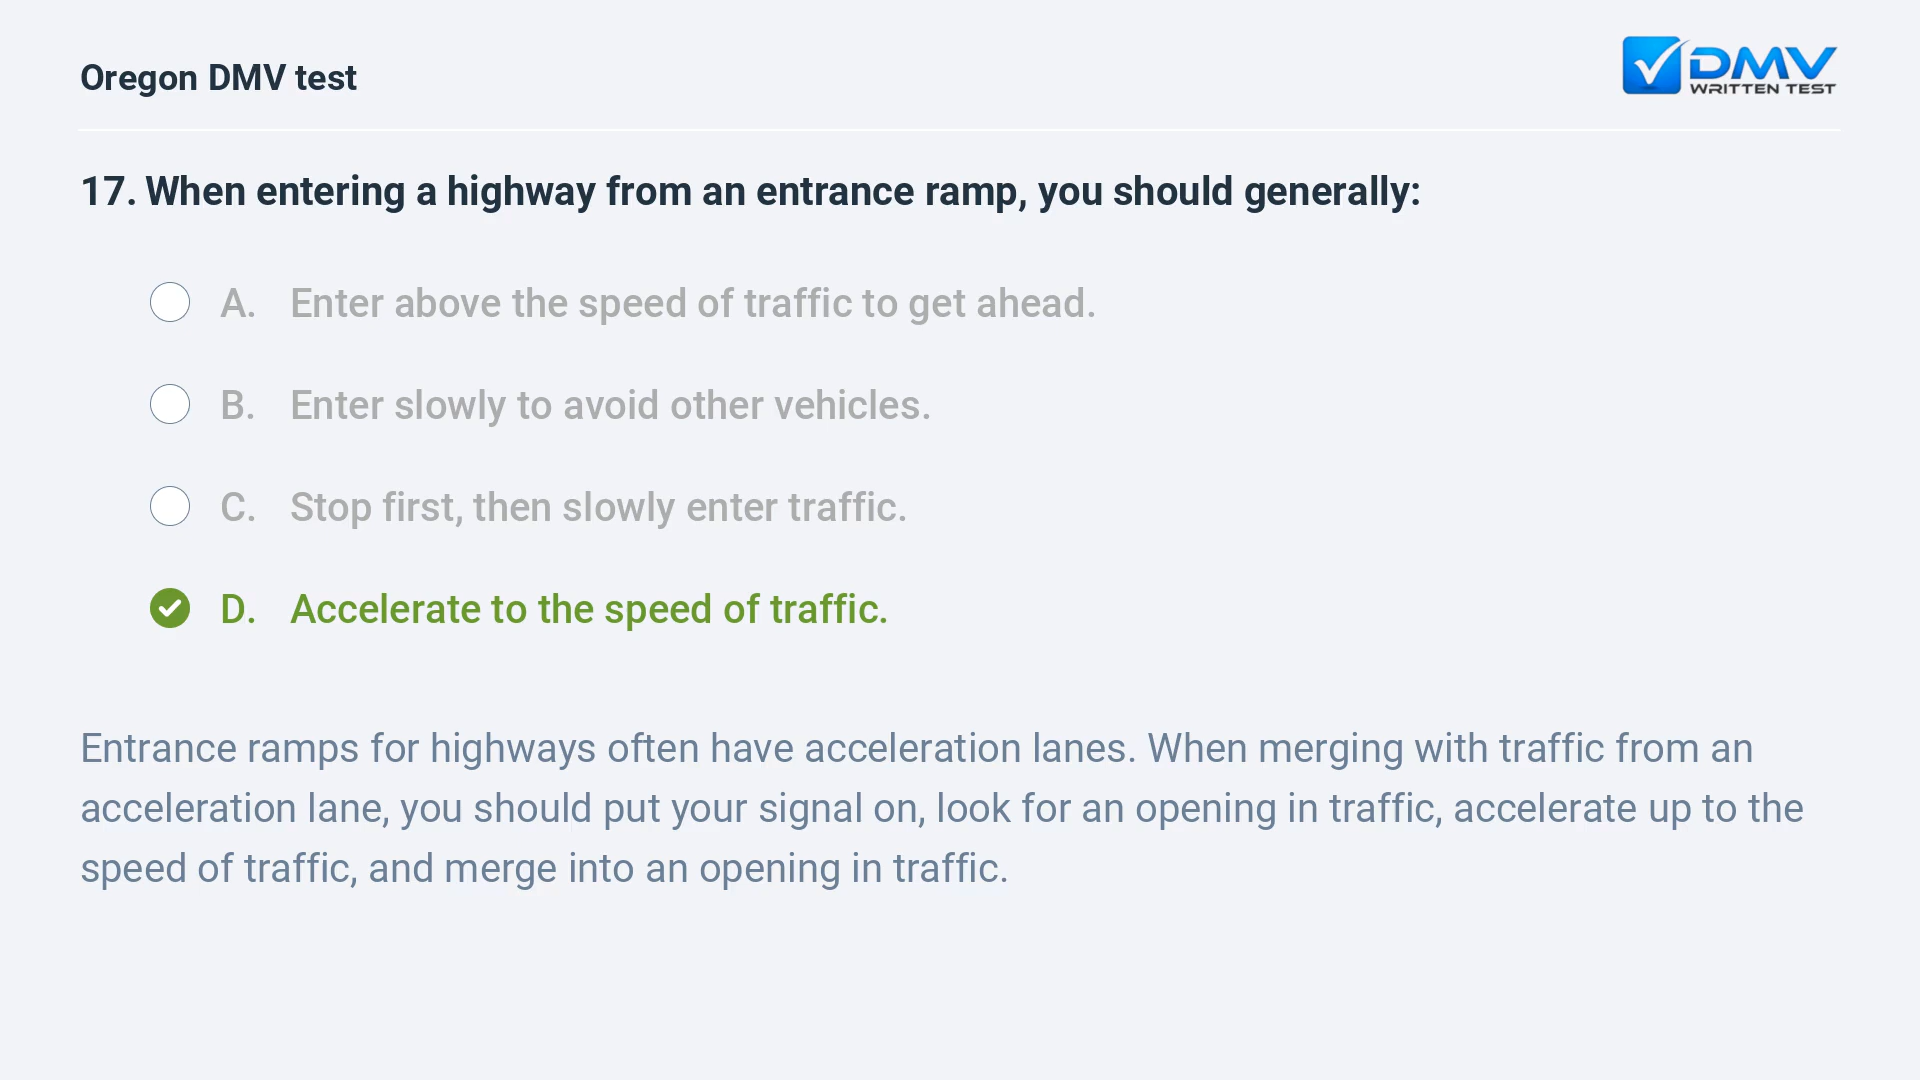 Oregon DMV test
DMV
WRITTEN TEST
17. When entering a highway from an entrance ramp, you should generally:
A. Enter above the speed of traffic to get ahead.
B. Enter slowly to avoid other vehicles.
C. Stop first, then slowly enter traffic.
D. Accelerate to the speed of traffic.
Entrance ramps for highways often have acceleration lanes. When merging with traffic from an
acceleration lane, you should put your signal on, look for an opening in traffic, accelerate up to the
speed of traffic, and merge into an opening in traffic.